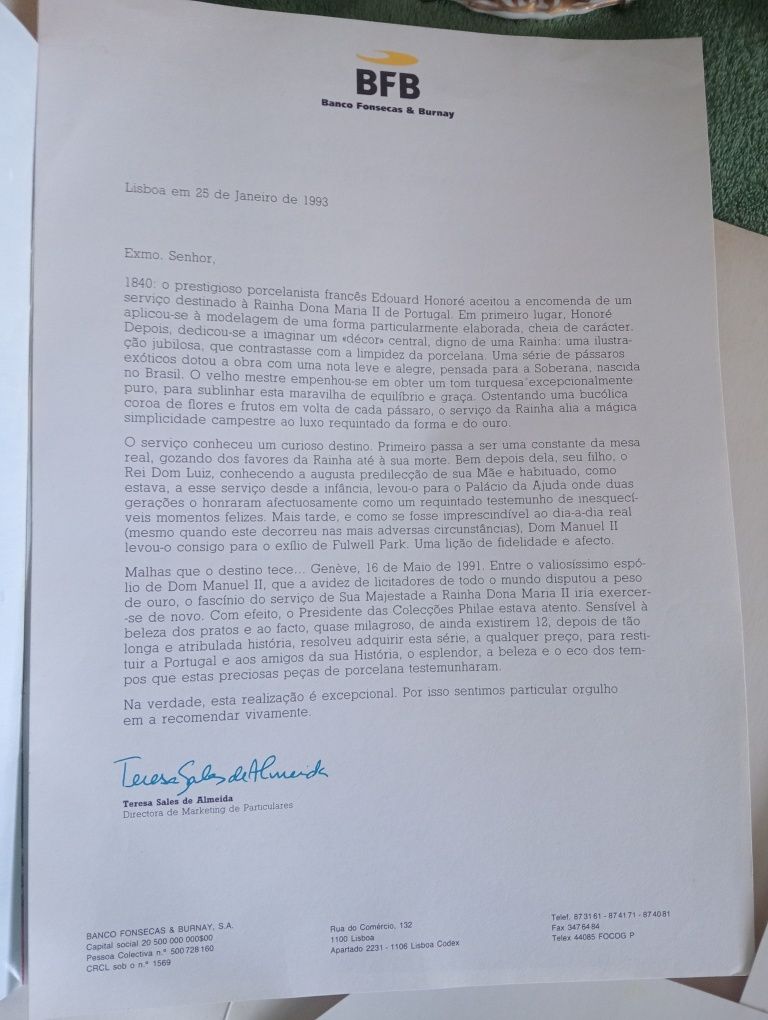 BFB
Banco Fonsecas & Burnay
Lisboa em 25 de Janeiro de 1993
Exmo. Senhor,
1840: o prestigioso porcelanista francês Edouard Honoré aceitou a encomenda de um
serviço destinado à Rainha Dona Maria II de Portugal. Em primeiro lugar, Honoré
aplicou-se à modelagem de uma forma particularmente elaborada, cheia de carácter.
Depois, dedicou-se a imaginar um «décor» central, digno de uma Rainha: uma ilustra-
ção jubilosa, que contrastasse com a limpidez da porcelana. Uma série de pássaros
exóticos dotou a obra com uma nota leve e alegre, pensada para a Soberana, nascida
no Brasil. O velho mestre empenhou-se em obter um tom turquesa excepcionalmente
puro, para sublinhar esta maravilha de equilíbrio e graça. Ostentando uma bucólica
coroa de flores e frutos em volta de cada pássaro, o serviço da Rainha alia a mágica
simplicidade campestre ao luxo requintado da forma e do ouro.
O serviço conheceu um curioso destino. Primeiro passa a ser uma constante da mesa
real, gozando dos favores da Rainha até à sua morte. Bem depois dela, seu filho, o
Rei Dom Luiz, conhecendo a augusta predilecção de sua Mãe e habituado, como
estava, a esse serviço desde a infância, levou-o para o Palácio da Ajuda onde duas
gerações o honraram afectuosamente como um requintado testemunho de inesquecí-
veis momentos felizes. Mais tarde, e como se fosse imprescindível ao dia-a-dia real
(mesmo quando este decorreu nas mais adversas circunstâncias), Dom Manuel II
levou-o consigo para o exílio de Fulwell Park. Uma lição de fidelidade e afecto.
Malhas que o destino tece... Genève, 16 de Maio de 1991. Entre o valiosíssimo espó-
lio de Dom Manuel II, que a avidez de licitadores de todo o mundo disputou a peso
de ouro, o fascínio do serviço de Sua Majestade a Rainha Dona Maria II iria exercer-
-se de novo. Com efeito, o Presidente das Colecções Philae estava atento. Sensível à
beleza dos pratos e ao facto, quase milagroso, de ainda existirem 12, depois de tão
longa e atribulada história, resolveu adquirir esta série, a qualquer preço, para resti-
tuir a Portugal e aos amigos da sua História, o esplendor, a beleza e o eco dos tem-
pos que estas preciosas peças de porcelana testemunharam.
Na verdade, esta realização é excepcional. Por isso sentimos particular orgulho
em a recomendar vivamente.
Teresa Sales de Almeida
Teresa Sales de Almeida
Directora de Marketing de Particulares
BANCO FONSECAS & BURNAY, S.A.
Capital social 20 500 000 000$00
Pessoa Colectiva n.º 500 728 160
CRCL sob o n.º 1569
Rua do Comércio, 132
1100 Lisboa
Apartado 2231 - 1106 Lisboa Codex
Telef. 87 31 61 - 87 41 71 - 87 40 81
Fax 347 64 84
Telex 44085 FOCOG P